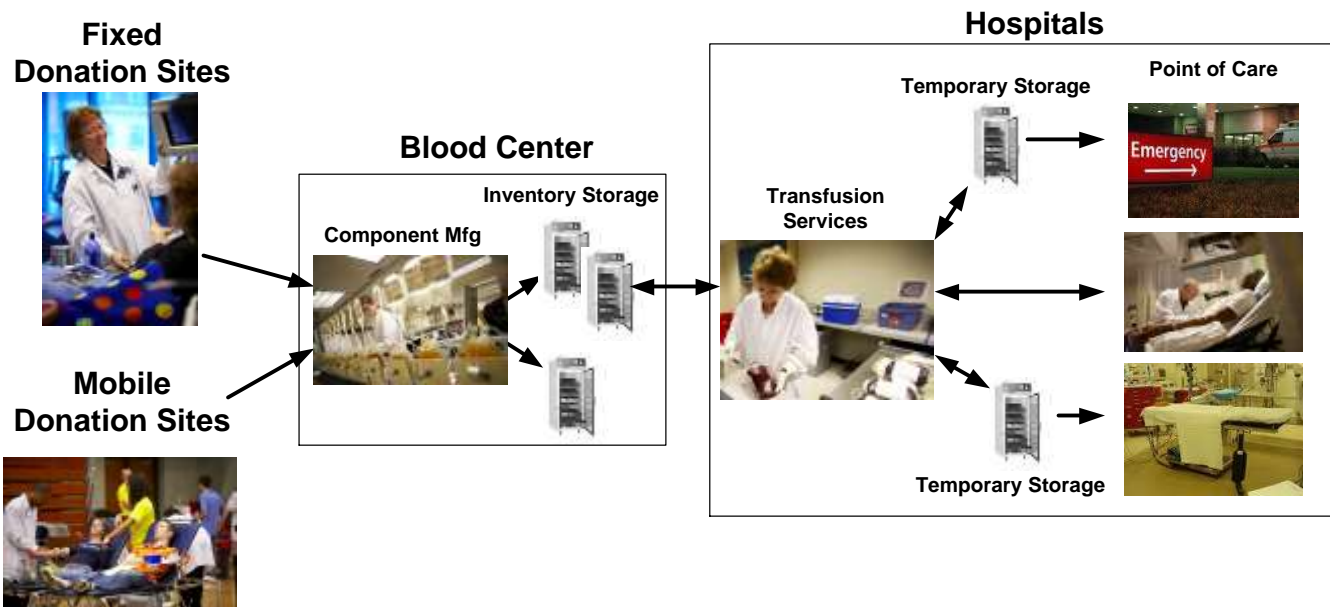 Fixed
Donation Sites
Mobile
Donation Sites
Blood Center
Component Mfg
Inventory Storage
Hospitals
Transfusion
Services
Temporary Storage
Temporary Storage
Point of Care
Emergency